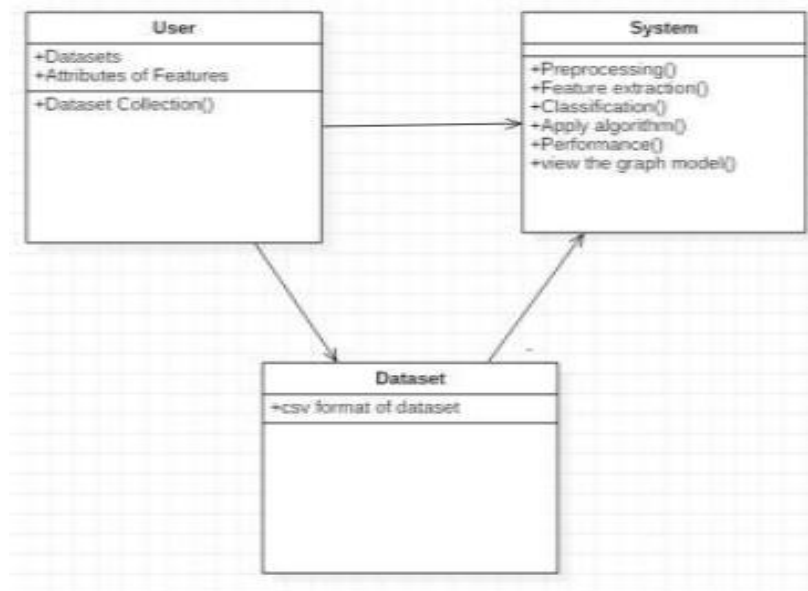 User
+Datasets
+Attributes of Features
+Dataset Collection()
System
+Preprocessing()
+Feature extraction()
+Classification()
+Apply algorithm()
+Performance()
+view the graph model()
Dataset
+csv format of dataset